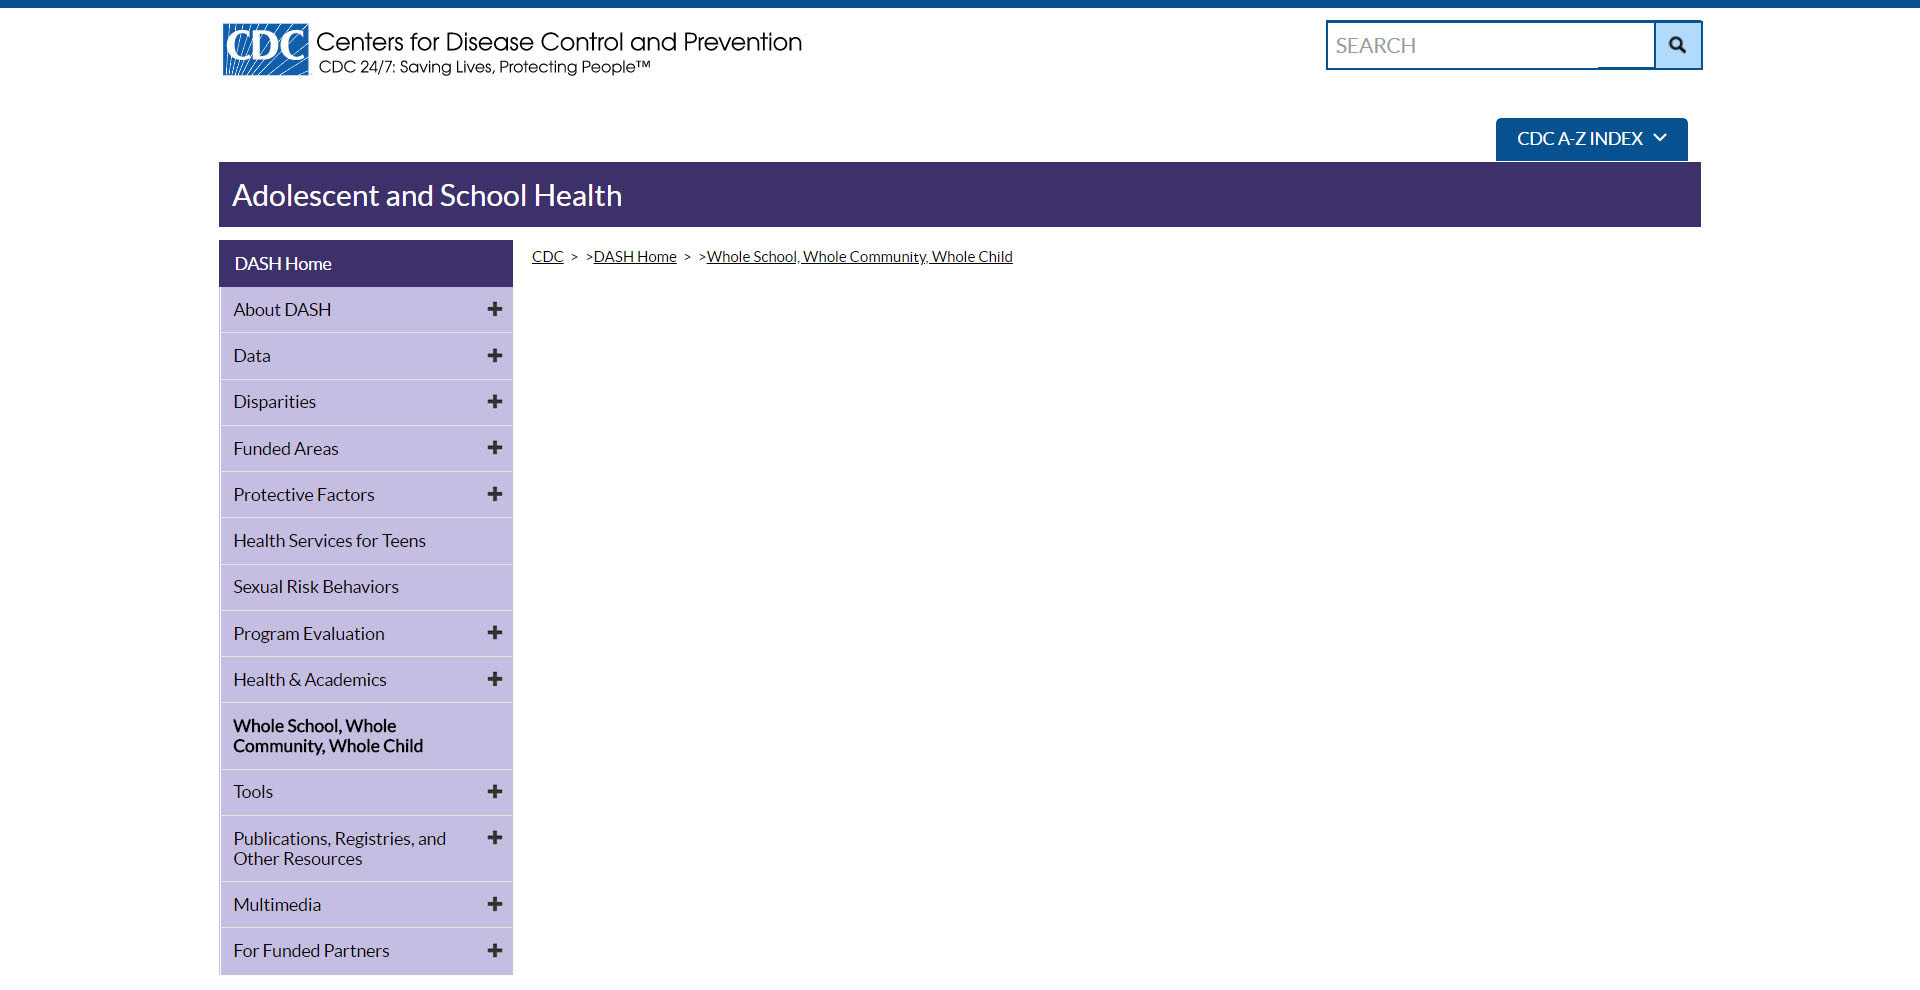 CDC Centers for Disease Control and Prevention
CDC 24/7: Saving Lives, Protecting People™
SEARCH
CDC A-Z INDEX
Adolescent and School Health
DASH Home
About DASH
Data
Disparities
Funded Areas
Protective Factors
Health Services for Teens
Sexual Risk Behaviors
Program Evaluation
Health & Academics
Whole School, Whole
Community, Whole Child
Tools
Publications, Registries, and
Other Resources
Multimedia
For Funded Partners
CDC > >DASH Home > >Whole School, Whole Community, Whole Child